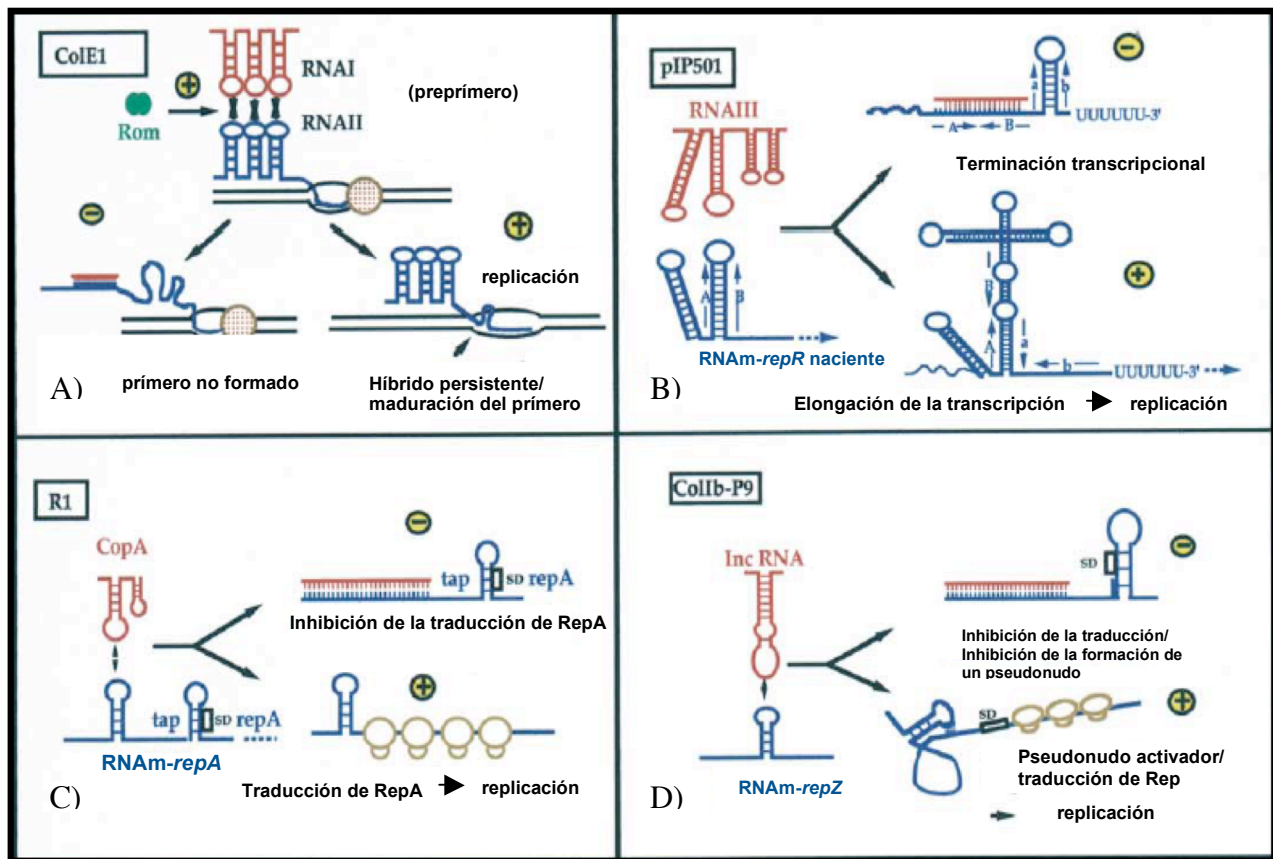 ColE1
RNAI
(preprímero)
Rom
RNAII
replicación
A)
prímero no formado
Híbrido persistente/
maduración del prímero
pIP501
RNAIII
a
b
A
B
UUUUUU-3'
Terminación transcripcional
A
B
RNAm-repR naciente
B
A
a
b
UUUUUU-3'
B)
Elongación de la transcripción
replicación
R1
CopA
tap
SD
repA
Inhibición de la traducción de RepA
tap
SD
repA
RNAm-repA
C)
Traducción de RepA
replicación
ColIb-P9
Inc RNA
SD
Inhibición de la traducción/
Inhibición de la formación de
un pseudonudo
SD
Pseudonudo activador/
traducción de Rep
D)
RNAm-repZ
replicación